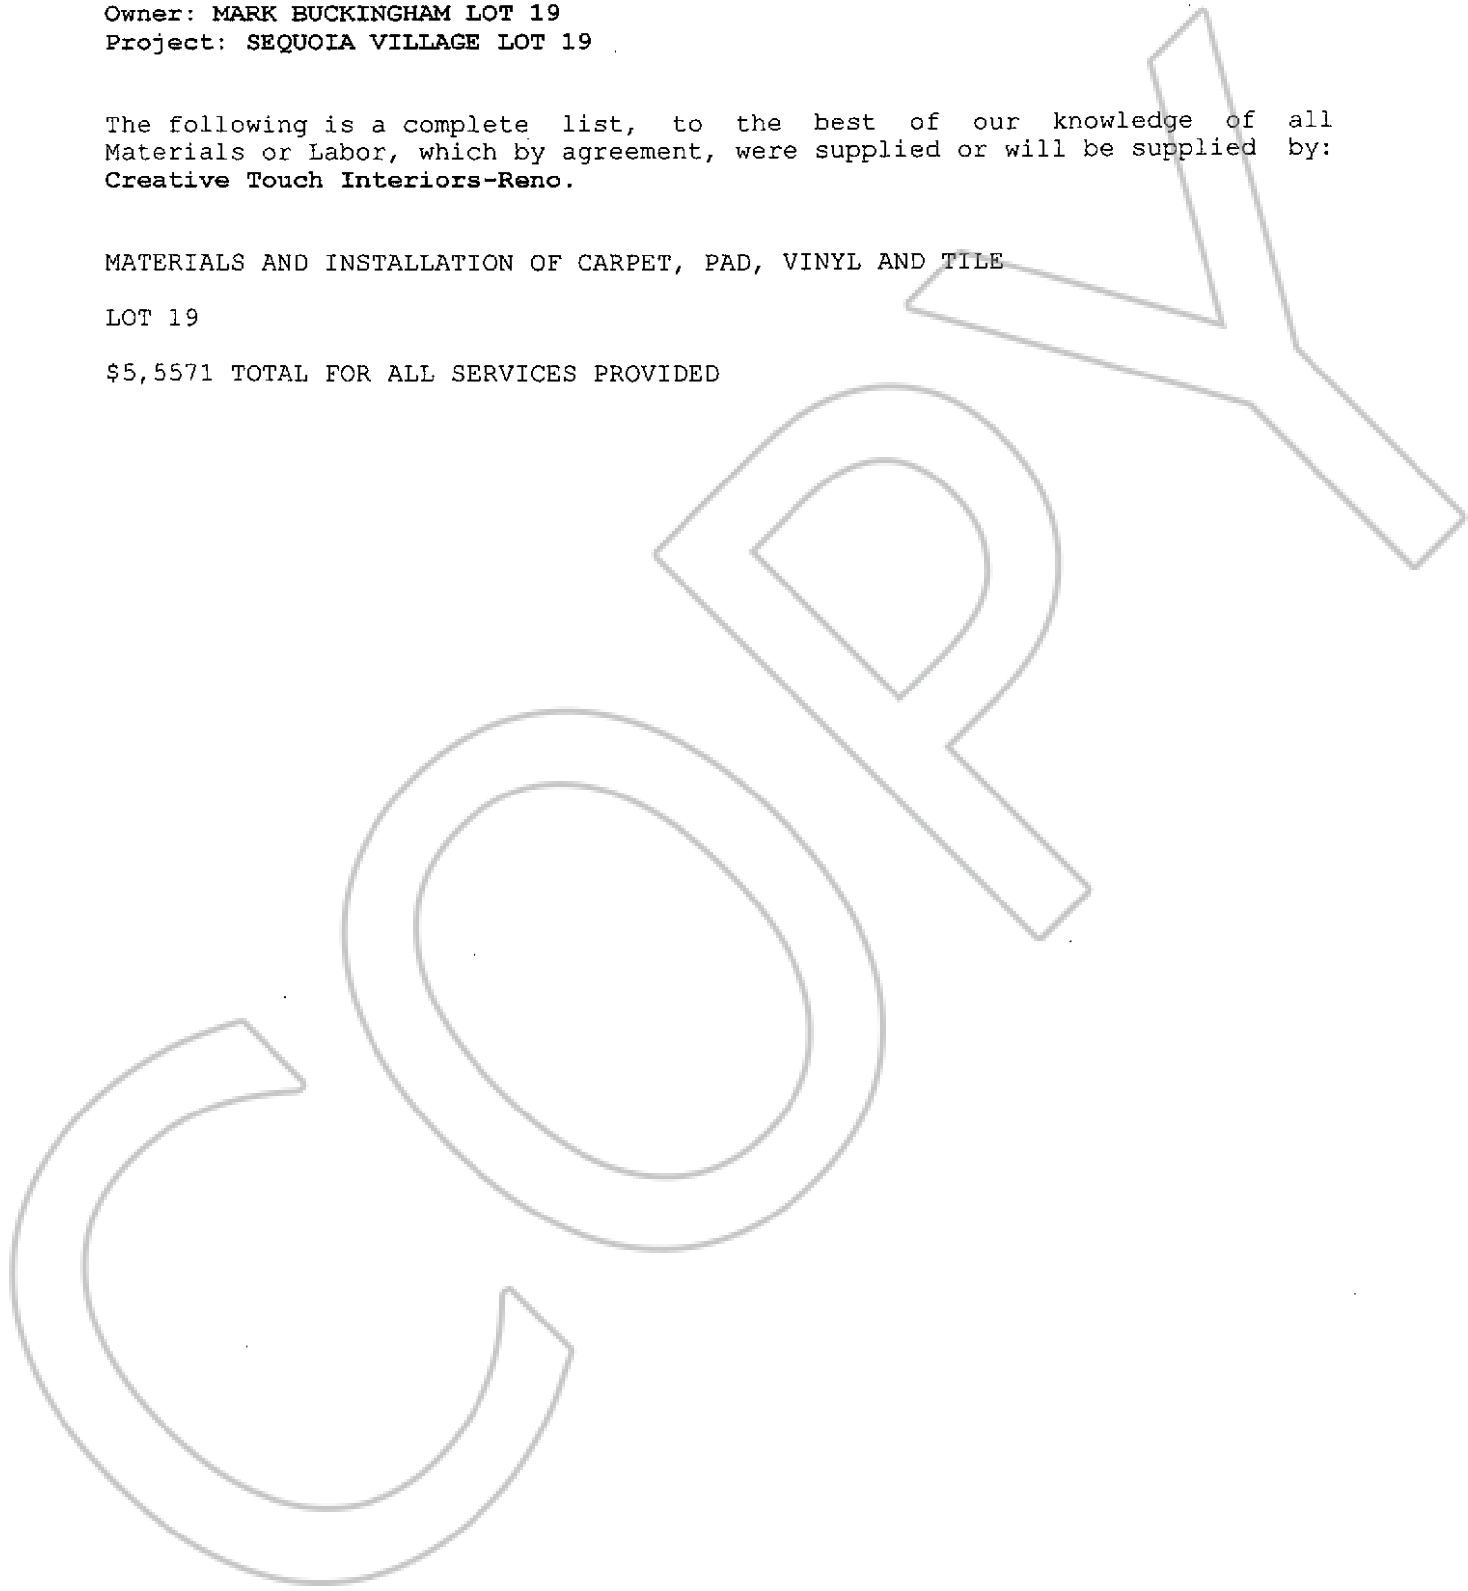 Owner: MARK BUCKINGHAM LOT 19
Project: SEQUOIA VILLAGE LOT 19
The following is a complete list, to the best of our knowledge of all
Materials or Labor, which by agreement, were supplied or will be supplied by:
Creative Touch Interiors-Reno.
MATERIALS AND INSTALLATION OF CARPET, PAD, VINYL AND TILE
LOT 19
$5,5571 TOTAL FOR ALL SERVICES PROVIDED
COPY